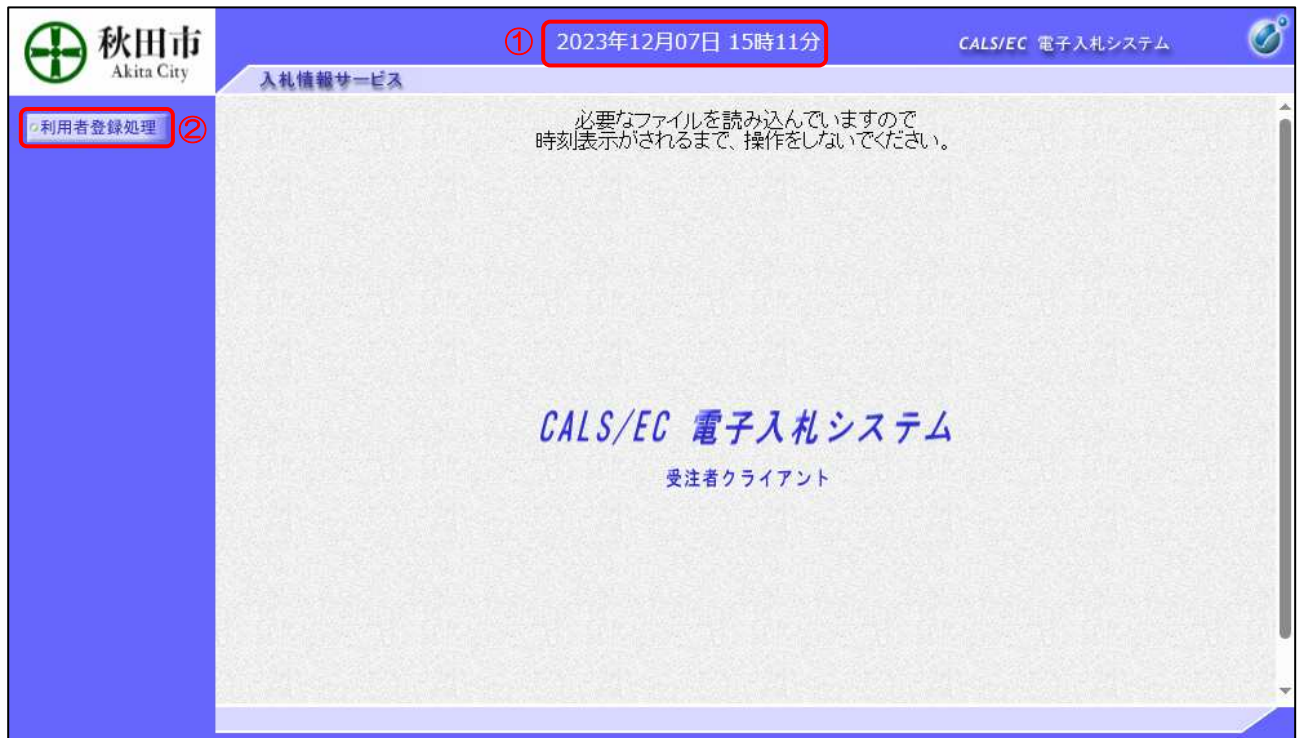 秋田市
Akita City
① 2023年12月07日 15時11分
CALS/EC 電子入札システム
入札情報サービス
利用者登録処理 ②
必要なファイルを読み込んでいますので
時刻表示がされるまで、操作をしないでください。
CALS/EC 電子入札システム
受注者クライアント